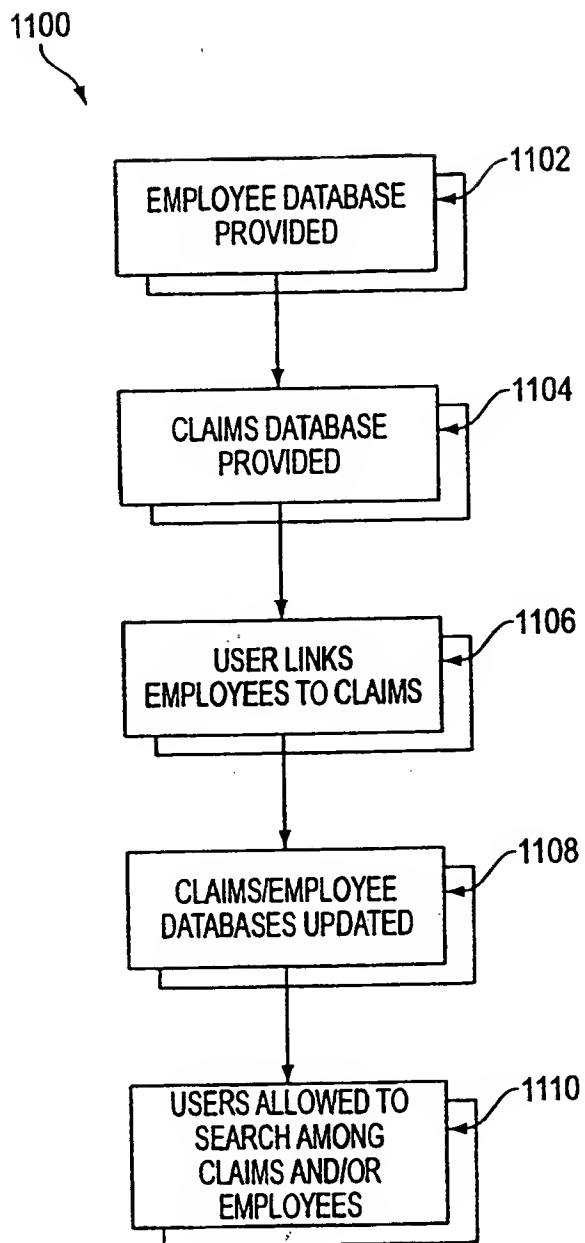 1100
1102
EMPLOYEE DATABASE
PROVIDED
1104
CLAIMS DATABASE
PROVIDED
1106
USER LINKS
EMPLOYEES TO CLAIMS
1108
CLAIMS/EMPLOYEE
DATABASES UPDATED
1110
USERS ALLOWED TO
SEARCH AMONG
CLAIMS AND/OR
EMPLOYEES